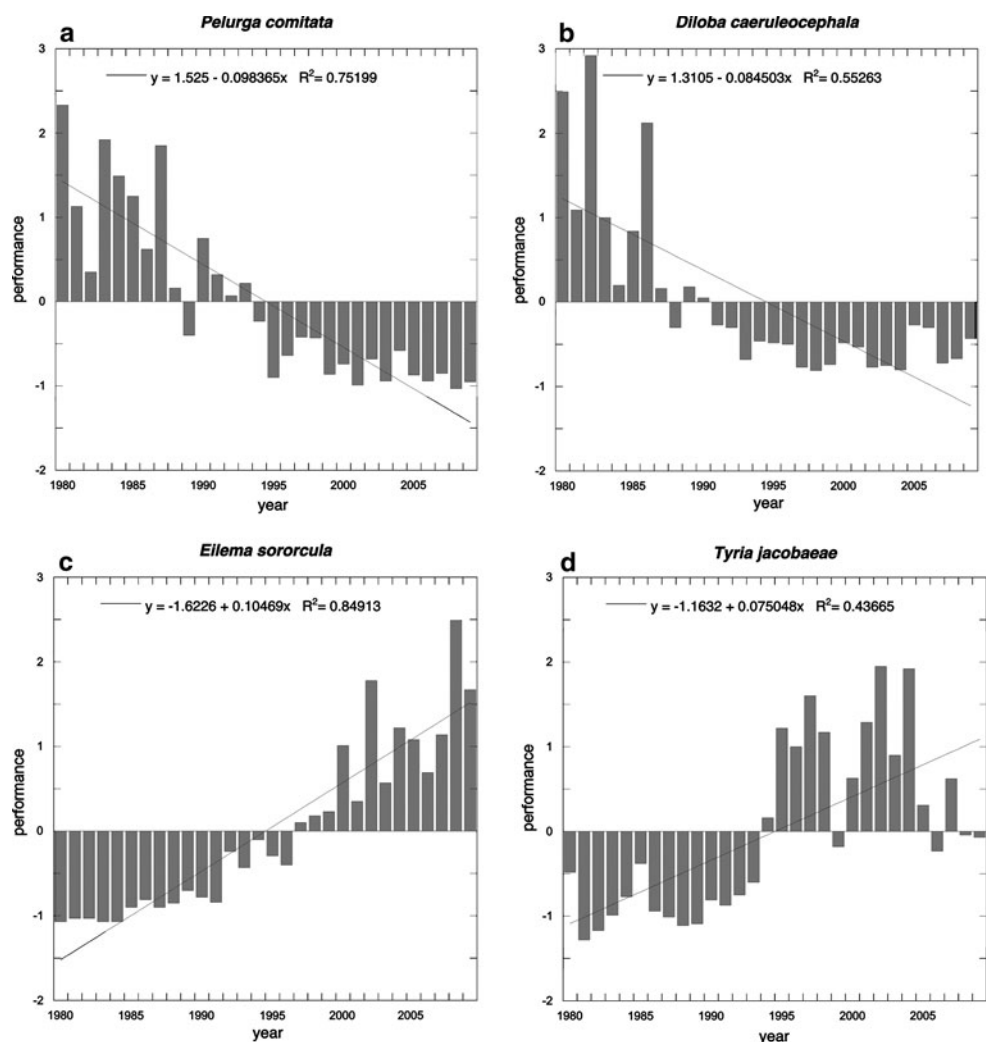 a Pelurga comitata
y = 1.525 - 0.098365x R²= 0.75199
3
2
1
0
-1
-2
performance
1980 1985 1990 1995 2000 2005
year
b Diloba caeruleocephala
y = 1.3105 - 0.084503x R²= 0.55263
3
2
1
0
-1
-2
performance
1980 1985 1990 1995 2000 2005
year
c Eilema sororcula
y = -1.6226 + 0.10469x R²= 0.84913
3
2
1
0
-1
-2
performance
1980 1985 1990 1995 2000 2005
year
d Tyria jacobaeae
y = -1.1632 + 0.075048x R²= 0.43665
3
2
1
0
-1
-2
performance
1980 1985 1990 1995 2000 2005
year